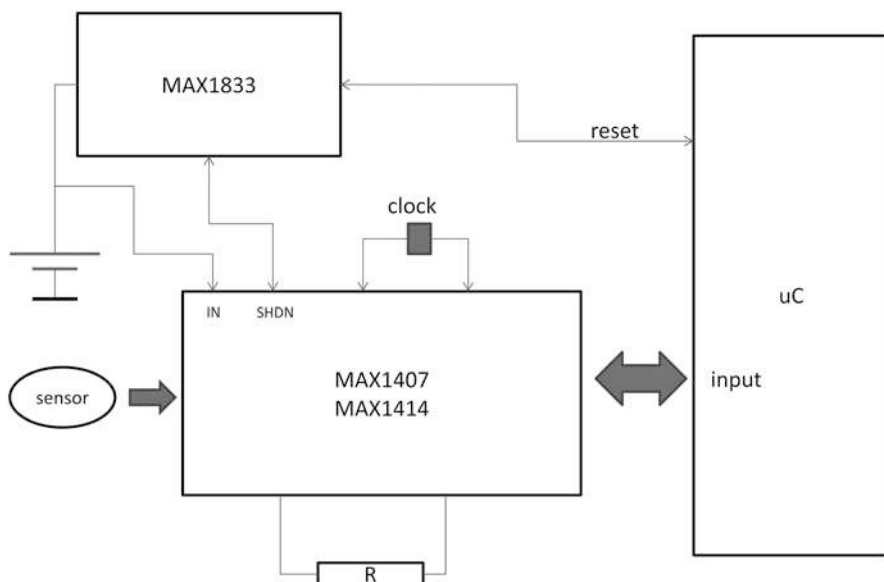 MAX1833
reset
clock
uC
IN
SHDN
MAX1407
MAX1414
input
sensor
R